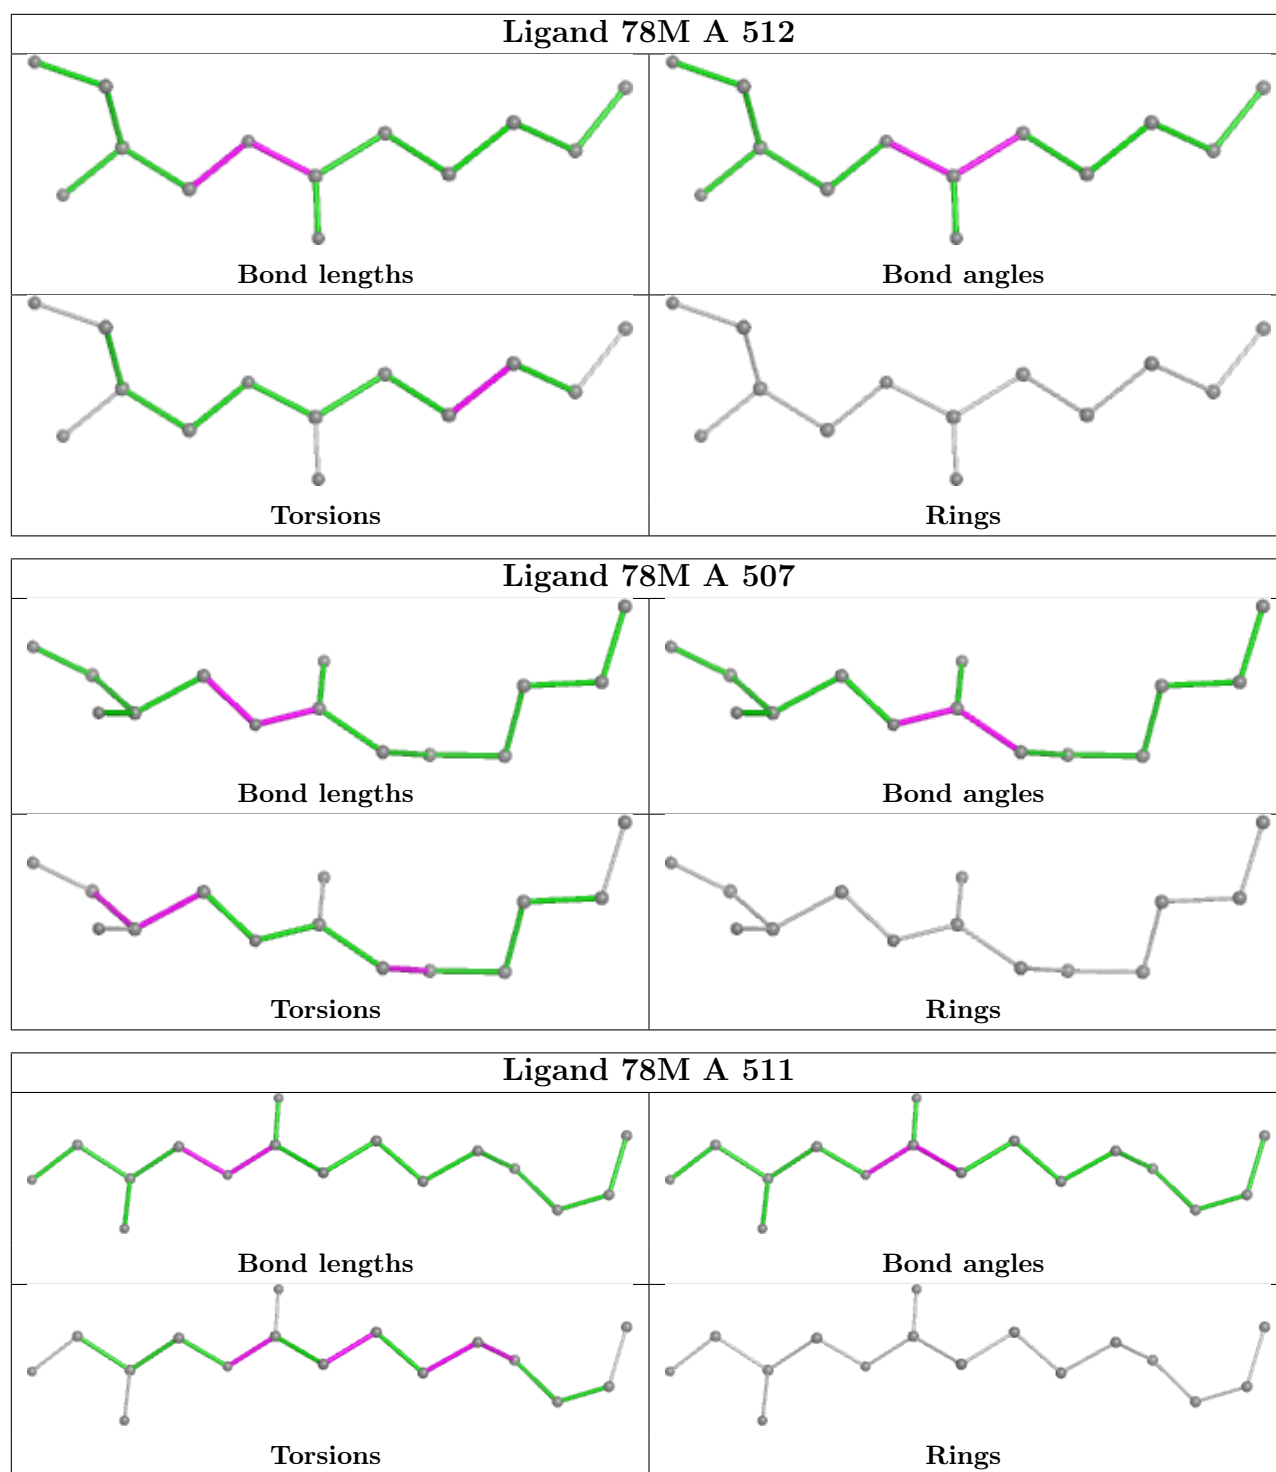 Ligand 78M A 512
Bond lengths
Bond angles
Torsions
Rings
Ligand 78M A 507
Bond lengths
Bond angles
Torsions
Rings
Ligand 78M A 511
Bond lengths
Bond angles
Torsions
Rings